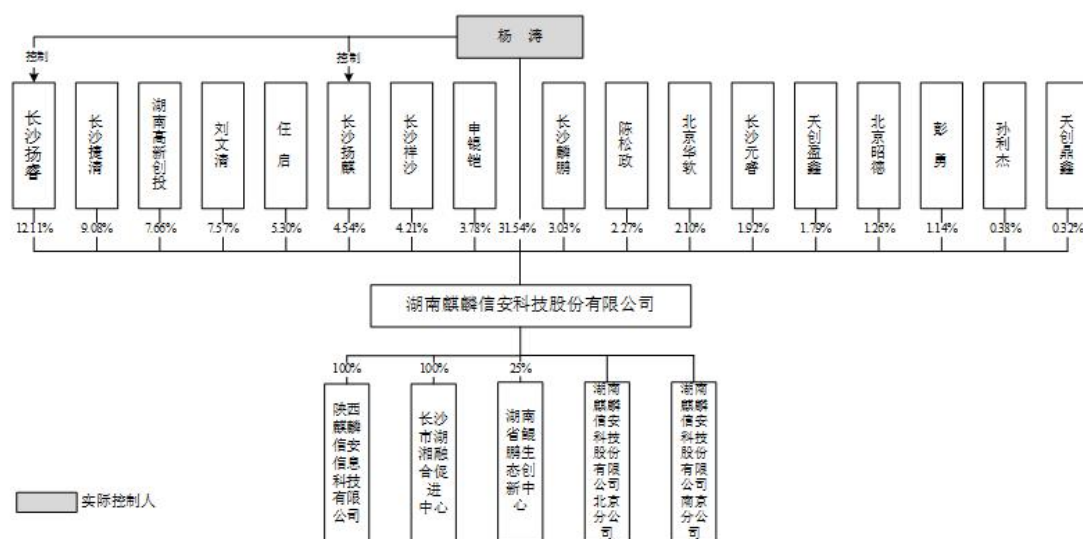 杨 涛
控制
控制
长沙扬睿
长沙捷清
湖南高新创投
刘文清
任 启
长沙扬麒
长沙祥沙
申锟铠
长沙麟鹏
陈松政
北京华软
长沙元睿
天创盈鑫
北京昭德
彭 勇
孙利杰
天创鼎鑫
12.11%
9.08%
7.66%
7.57%
5.30%
4.54%
4.21%
3.78%
31.54%
3.03%
2.27%
2.10%
1.92%
1.79%
1.26%
1.14%
0.38%
0.32%
湖南麒麟信安科技股份有限公司
100%
100%
25%
陕西
麒麟
信安
信息
科技
有限
公司
长沙
市湖
湘融
合促
进
中心
湖南
省鲲
鹏生
态创
新中
心
湖南
麒麟
信安
科技
股份
有限
公司
北京
分公
司
湖南
麒麟
信安
科技
股份
有限
公司
南京
分公
司
实际控制人